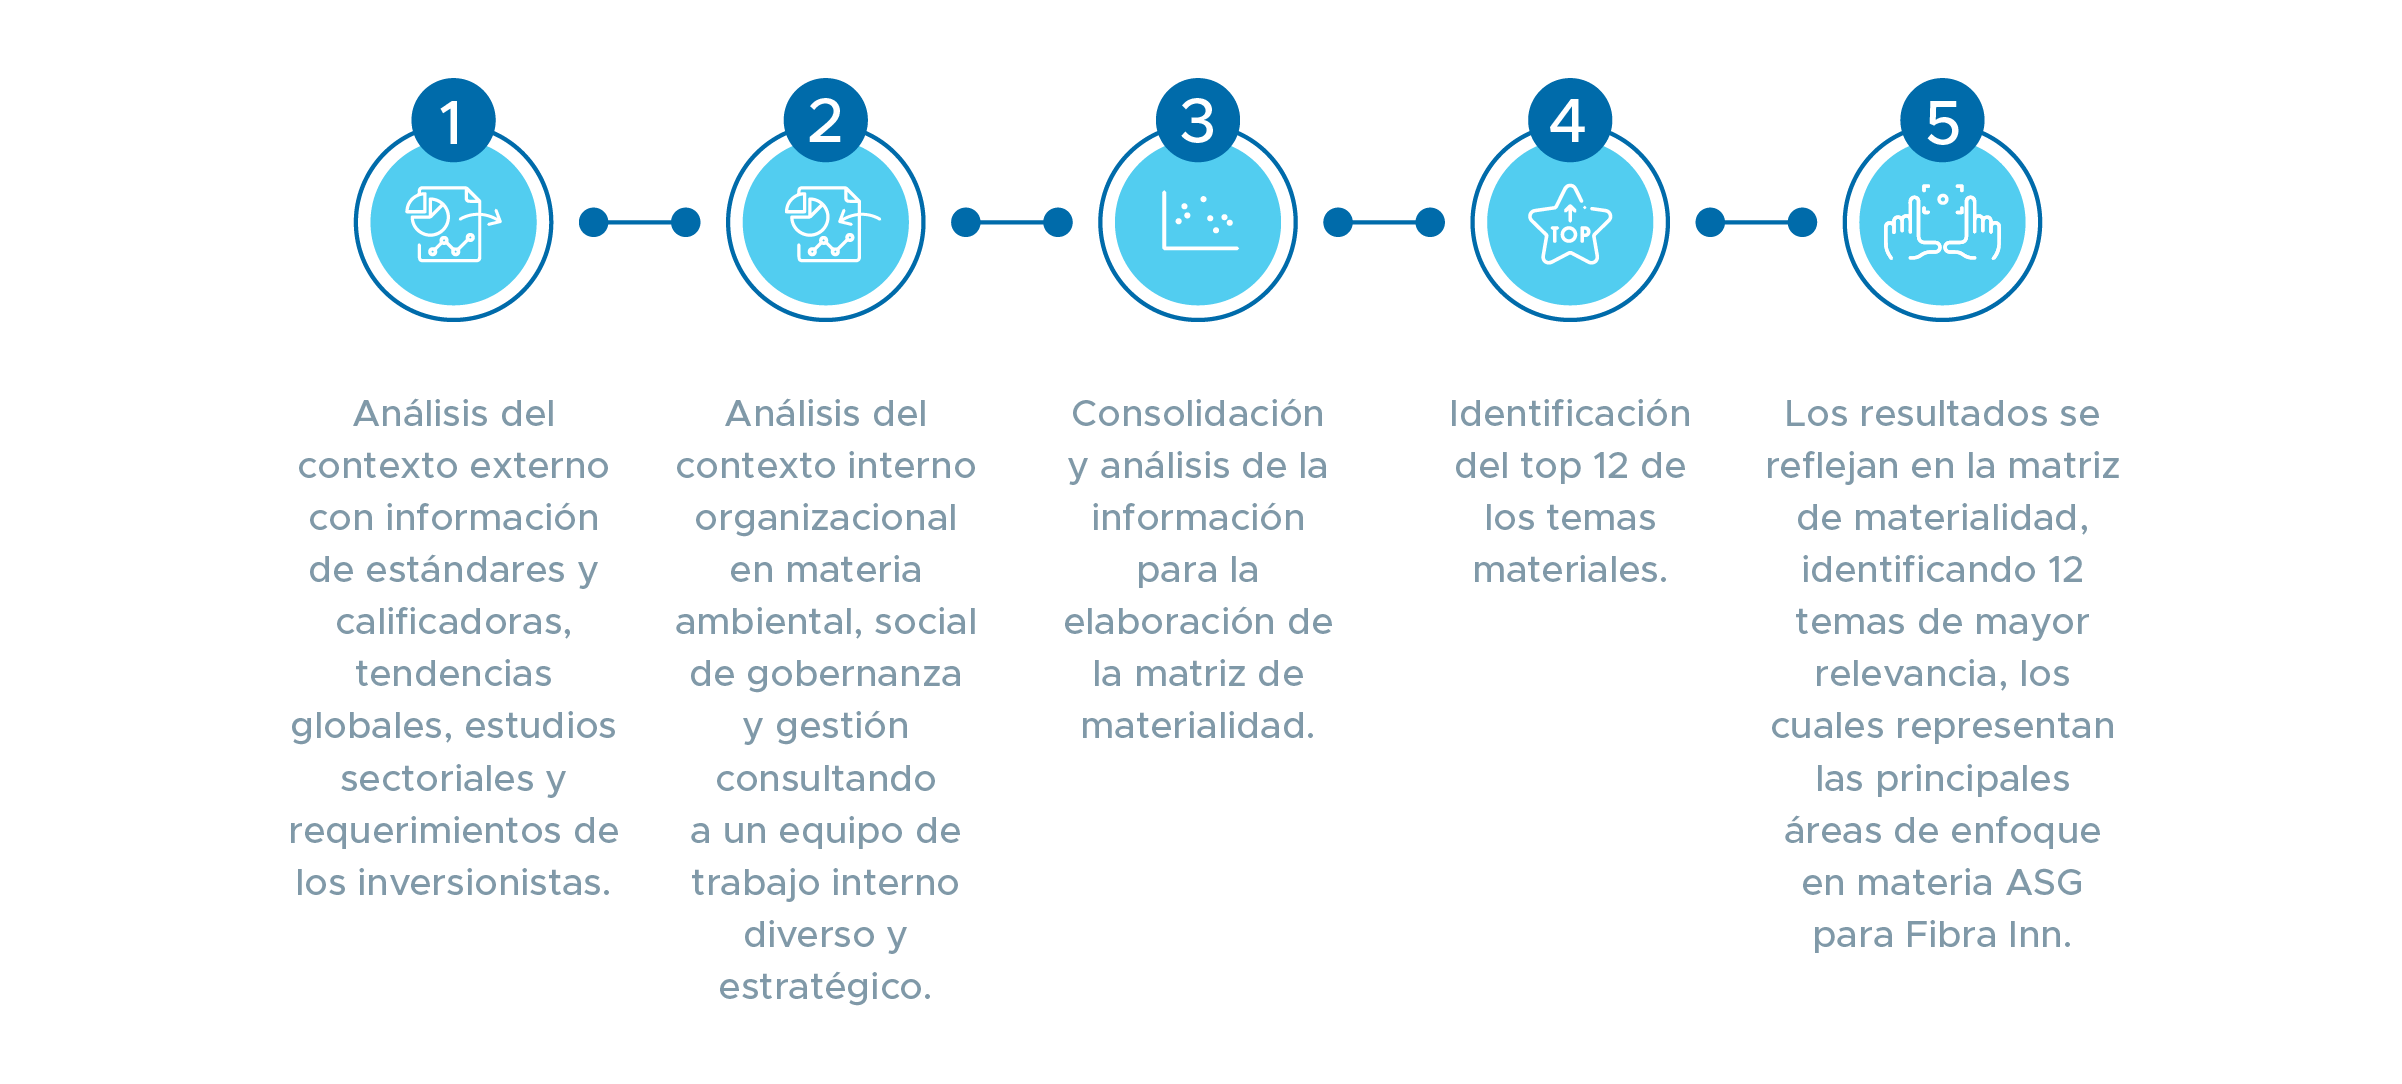 1
Análisis del
contexto externo
con información
de estándares y
calificadoras,
tendencias
globales, estudios
sectoriales y
requerimientos de
los inversionistas.
2
Análisis del
contexto interno
organizacional
en materia
ambiental, social
de gobernanza
y gestión
consultando
a un equipo de
trabajo interno
diverso y
estratégico.
3
Consolidación
y análisis de la
información
para la
elaboración de
la matriz de
materialidad.
4
TOP
Identificación
del top 12 de
los temas
materiales.
5
Los resultados se
reflejan en la matriz
de materialidad,
identificando 12
temas de mayor
relevancia, los
cuales representan
las principales
áreas de enfoque
en materia ASG
para Fibra Inn.